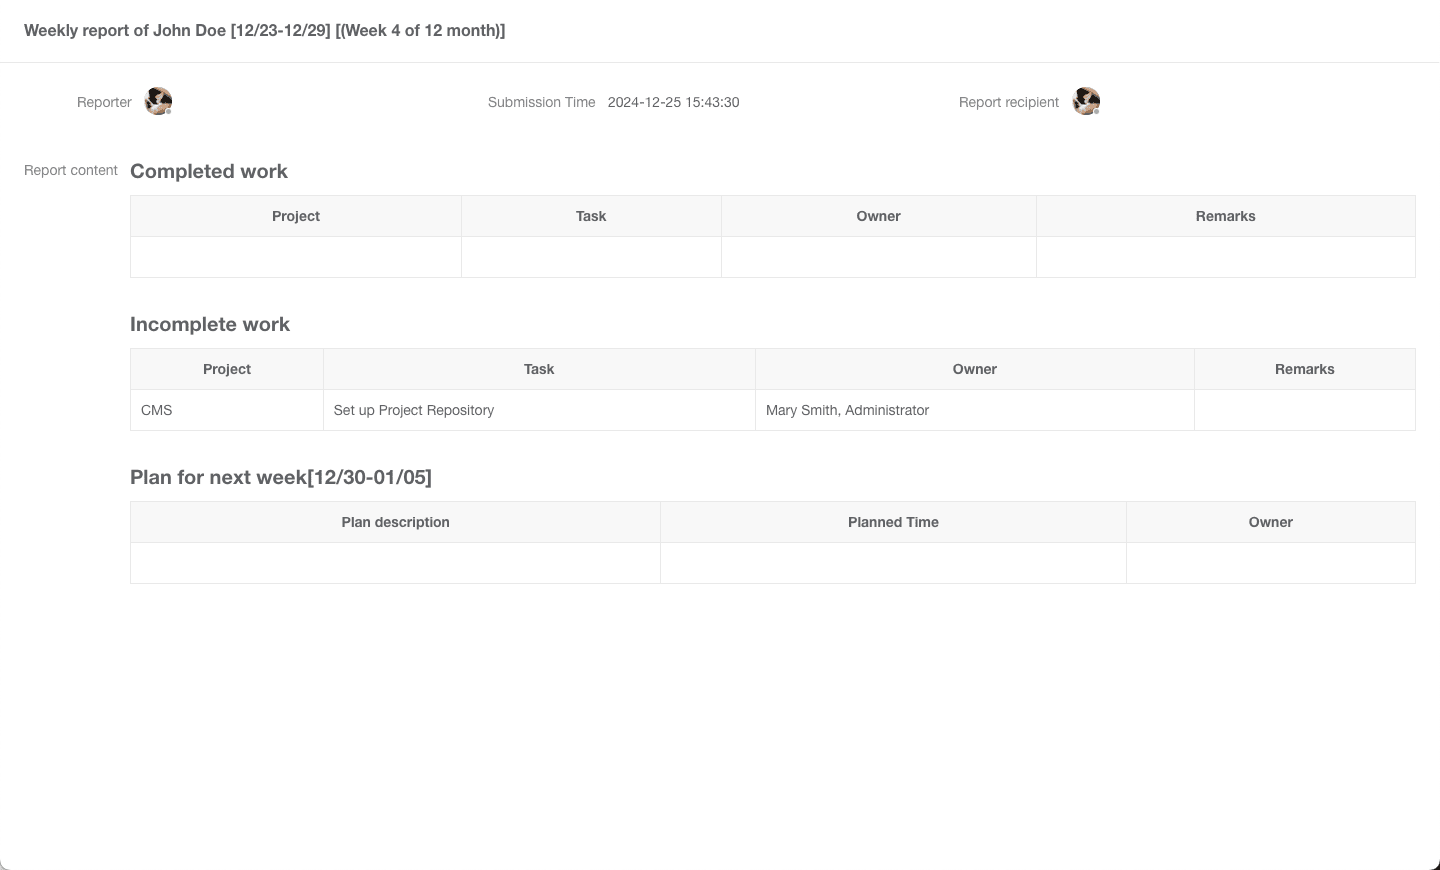 Weekly report of John Doe [12/23-12/29] [(Week 4 of 12 month)]
Reporter
Submission Time 2024-12-25 15:43:30
Report recipient
Report content
Completed work
Project Task Owner Remarks
Incomplete work
Project Task Owner Remarks
CMS Set up Project Repository Mary Smith, Administrator
Plan for next week[12/30-01/05]
Plan description Planned Time Owner